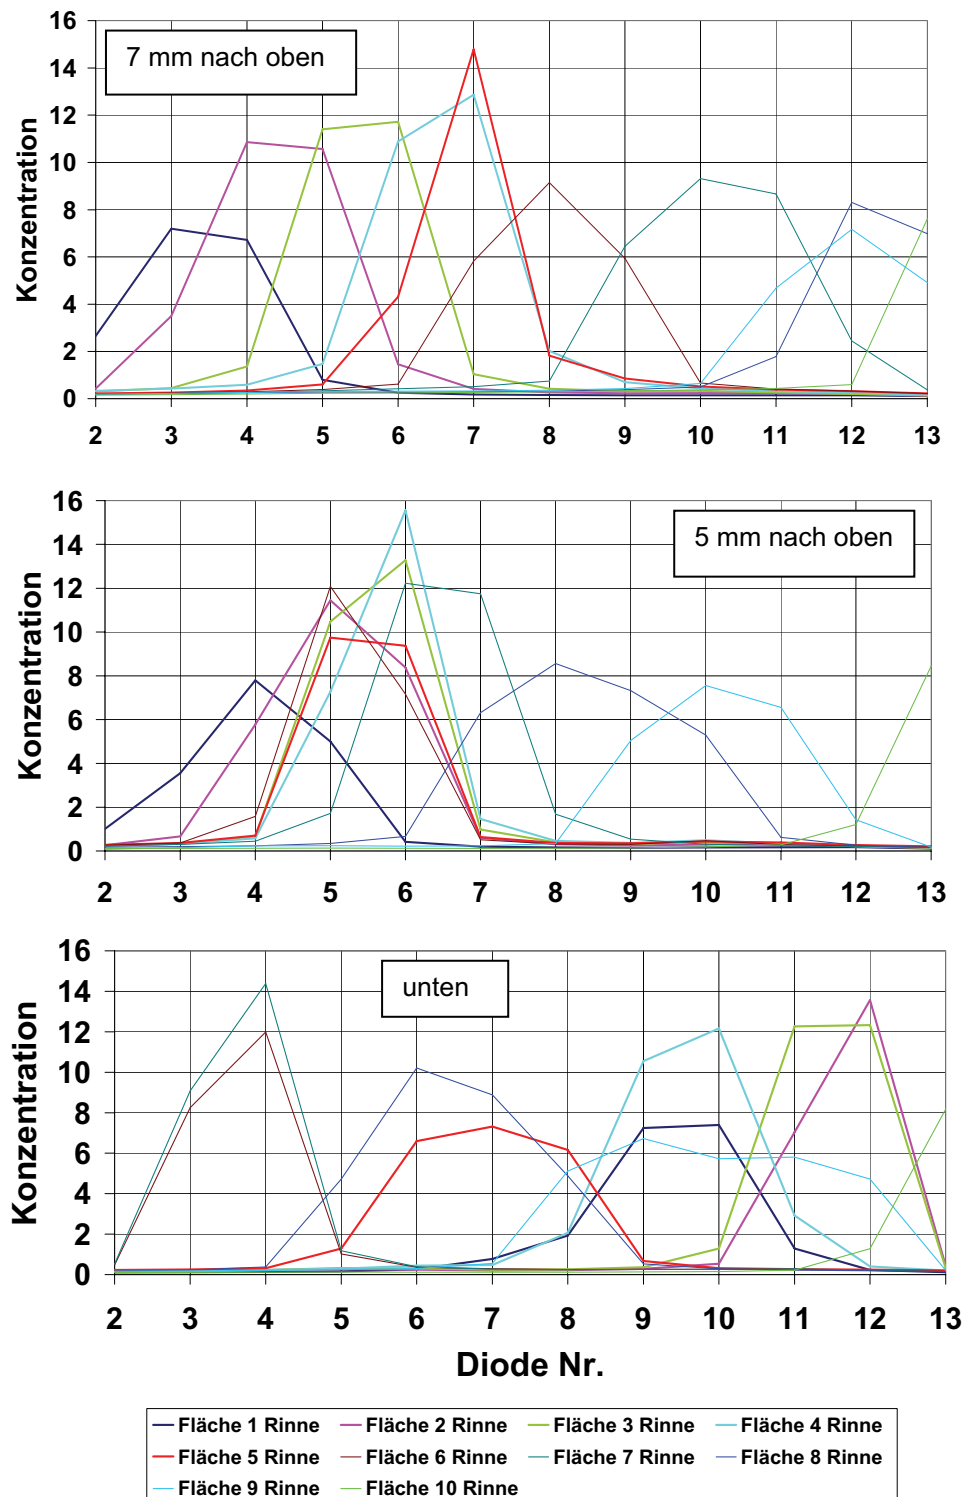 16
14
12
10
8
6
4
2
0
Konzentration
7 mm nach oben
2 3 4 5 6 7 8 9 10 11 12 13
16
14
12
10
8
6
4
2
0
Konzentration
5 mm nach oben
2 3 4 5 6 7 8 9 10 11 12 13
16
14
12
10
8
6
4
2
0
Konzentration
unten
2 3 4 5 6 7 8 9 10 11 12 13
Diode Nr.
Fläche 1 Rinne Fläche 2 Rinne Fläche 3 Rinne Fläche 4 Rinne
Fläche 5 Rinne Fläche 6 Rinne Fläche 7 Rinne Fläche 8 Rinne
Fläche 9 Rinne Fläche 10 Rinne